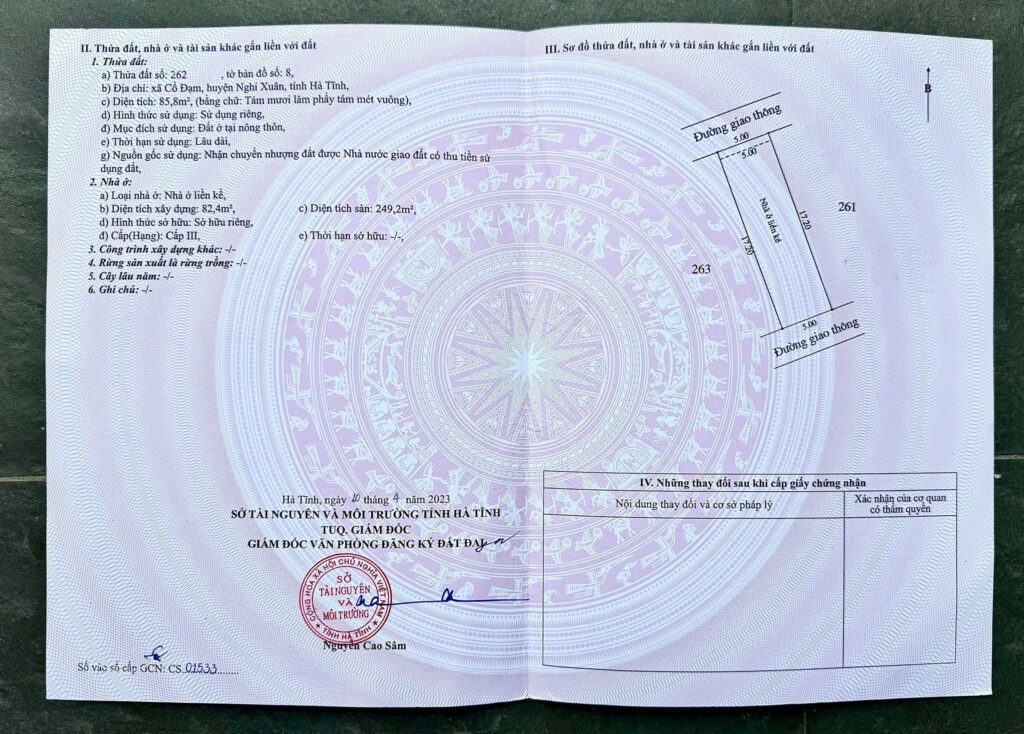 II. Thửa đất, nhà ở và tài sản khác gắn liền với đất
1. Thửa đất:
a) Thửa đất số: 262 , tờ bản đồ số: 8,
b) Địa chỉ: xã Cổ Đạm, huyện Nghi Xuân, tỉnh Hà Tĩnh,
c) Diện tích: 85,8m², (bằng chữ: Tám mươi lăm phẩy tám mét vuông),
d) Hình thức sử dụng: Sử dụng riêng,
đ) Mục đích sử dụng: Đất ở tại nông thôn,
e) Thời hạn sử dụng: Lâu dài,
g) Nguồn gốc sử dụng: Nhận chuyển nhượng đất được Nhà nước giao đất có thu tiền sử
dụng đất,
2. Nhà ở:
a) Loại nhà ở: Nhà ở liền kề,
b) Diện tích xây dựng: 82,4m², c) Diện tích sàn: 249,2m²,
d) Hình thức sở hữu: Sở hữu riêng,
đ) Cấp(Hạng): Cấp III, e) Thời hạn sở hữu: -/-,
3. Công trình xây dựng khác: -/-
4. Rừng sản xuất là rừng trồng: -/-
5. Cây lâu năm: -/-
6. Ghi chú: -/-
Hà Tĩnh, ngày 10 tháng 4 năm 2023
SỞ TÀI NGUYÊN VÀ MÔI TRƯỜNG TỈNH HÀ TĨNH
TUQ. GIÁM ĐỐC
GIÁM ĐỐC VĂN PHÒNG ĐĂNG KÝ ĐẤT ĐAI
CỘNG HÒA XÃ HỘI CHỦ NGHĨA VIỆT NAM
SỞ
TÀI NGUYÊN
VÀ
MÔI TRƯỜNG
TỈNH HÀ TĨNH
Nguyễn Cao Sâm
Số vào sổ cấp GCN: CS.01533........
III. Sơ đồ thửa đất, nhà ở và tài sản khác gắn liền với đất
B
Đường giao thông
5.00
5.00
Nhà ở liền kề
17.20
17.20
261
263
5.00
Đường giao thông
IV. Những thay đổi sau khi cấp giấy chứng nhận
Nội dung thay đổi và cơ sở pháp lý
Xác nhận của cơ quan
có thẩm quyền